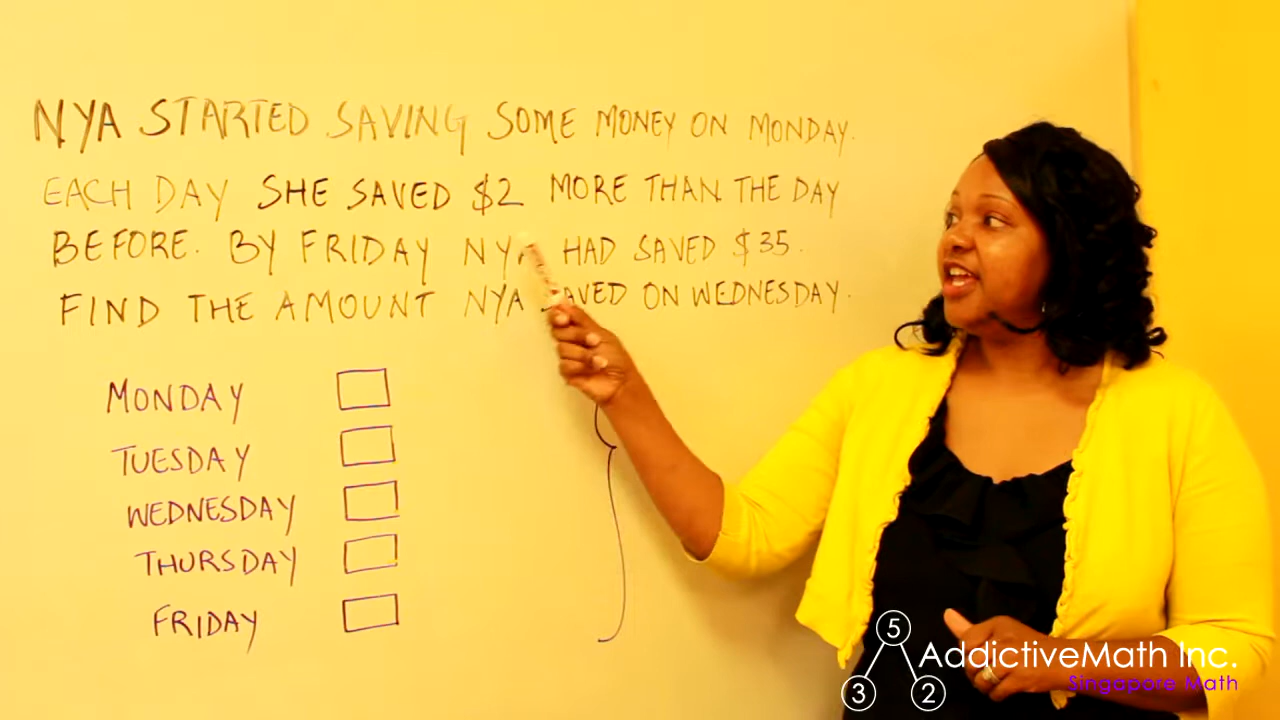 NYA STARTED SAVING SOME MONEY ON MONDAY.
EACH DAY SHE SAVED $2 MORE THAN THE DAY
BEFORE. BY FRIDAY NYA HAD SAVED $35.
FIND THE AMOUNT NYA SAVED ON WEDNESDAY.
MONDAY
TUESDAY
WEDNESDAY
THURSDAY
FRIDAY
5
3 2
AddictiveMath Inc.
Singapore Math